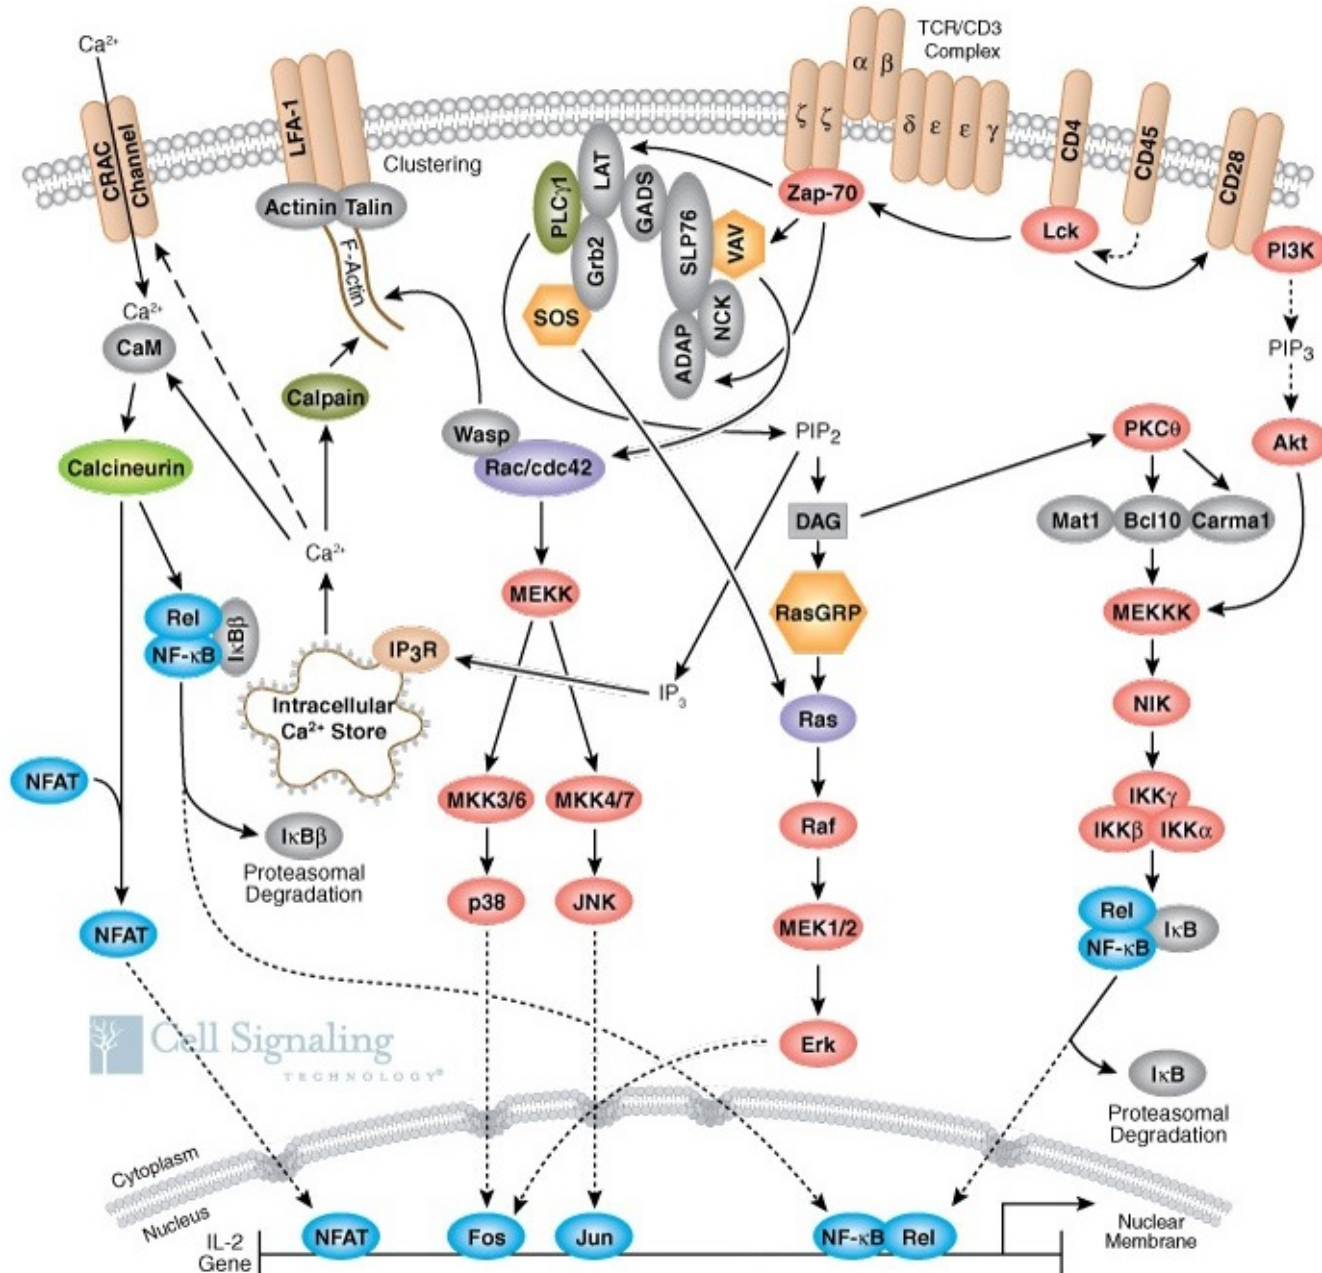 Ca²⁺
CRAC
Channel
LFA-1
Clustering
Actinin Talin
F-Actin
Ca²⁺
CaM
Calcineurin
Calpain
Ca²⁺
TCR/CD3
Complex
α β
ζ ζ
δ ε ε γ
CD4
CD45
CD28
Zap-70
Lck
PI3K
PIP₃
Akt
LAT
PLCγ1
GADS
Grb2
SLP76
VAV
SOS
NCK
ADAP
Wasp
Rac/cdc42
PIP₂
DAG
RasGRP
PKCθ
Mat1 Bcl10 Carma1
MEKK
MEKKK
Rel
NF-κB
IκBβ
IP₃R
Intracellular
Ca²⁺ Store
IP₃
Ras
NIK
NFAT
MKK3/6 MKK4/7
Raf
IKKγ
IKKβ IKKα
IκBβ
Proteasomal
Degradation
p38 JNK
MEK1/2
NFAT
Rel
NF-κB
IκB
Erk
Cell Signaling
TECHNOLOGY®
IκB
Proteasomal
Degradation
Cytoplasm
Nucleus
IL-2
Gene
NFAT
Fos
Jun
NF-κB Rel
Nuclear
Membrane